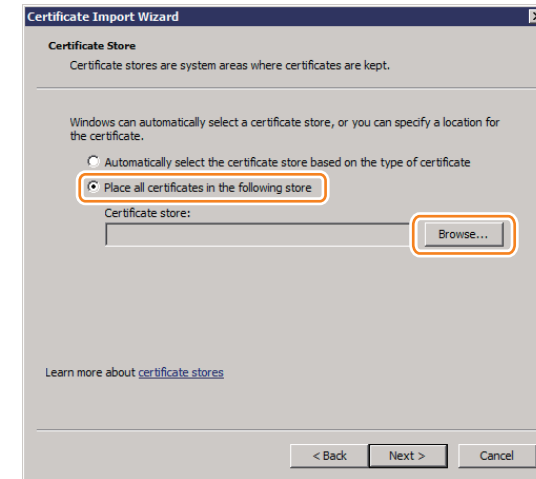 Certificate Import Wizard
Certificate Store
Certificate stores are system areas where certificates are kept.
Windows can automatically select a certificate store, or you can specify a location for
the certificate.
Automatically select the certificate store based on the type of certificate
Place all certificates in the following store
Certificate store:
Browse...
Learn more about certificate stores
< Back Next > Cancel